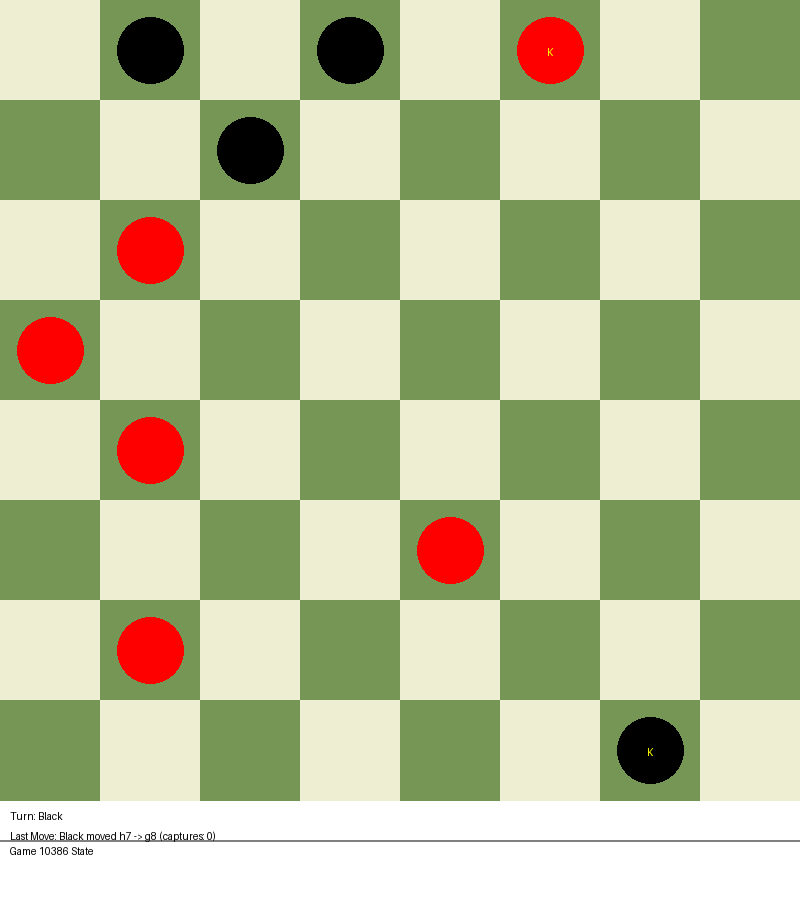 K
K
Turn: Black
Last Move: Black moved h7 -> g8 (captures: 0)
Game 10386 State